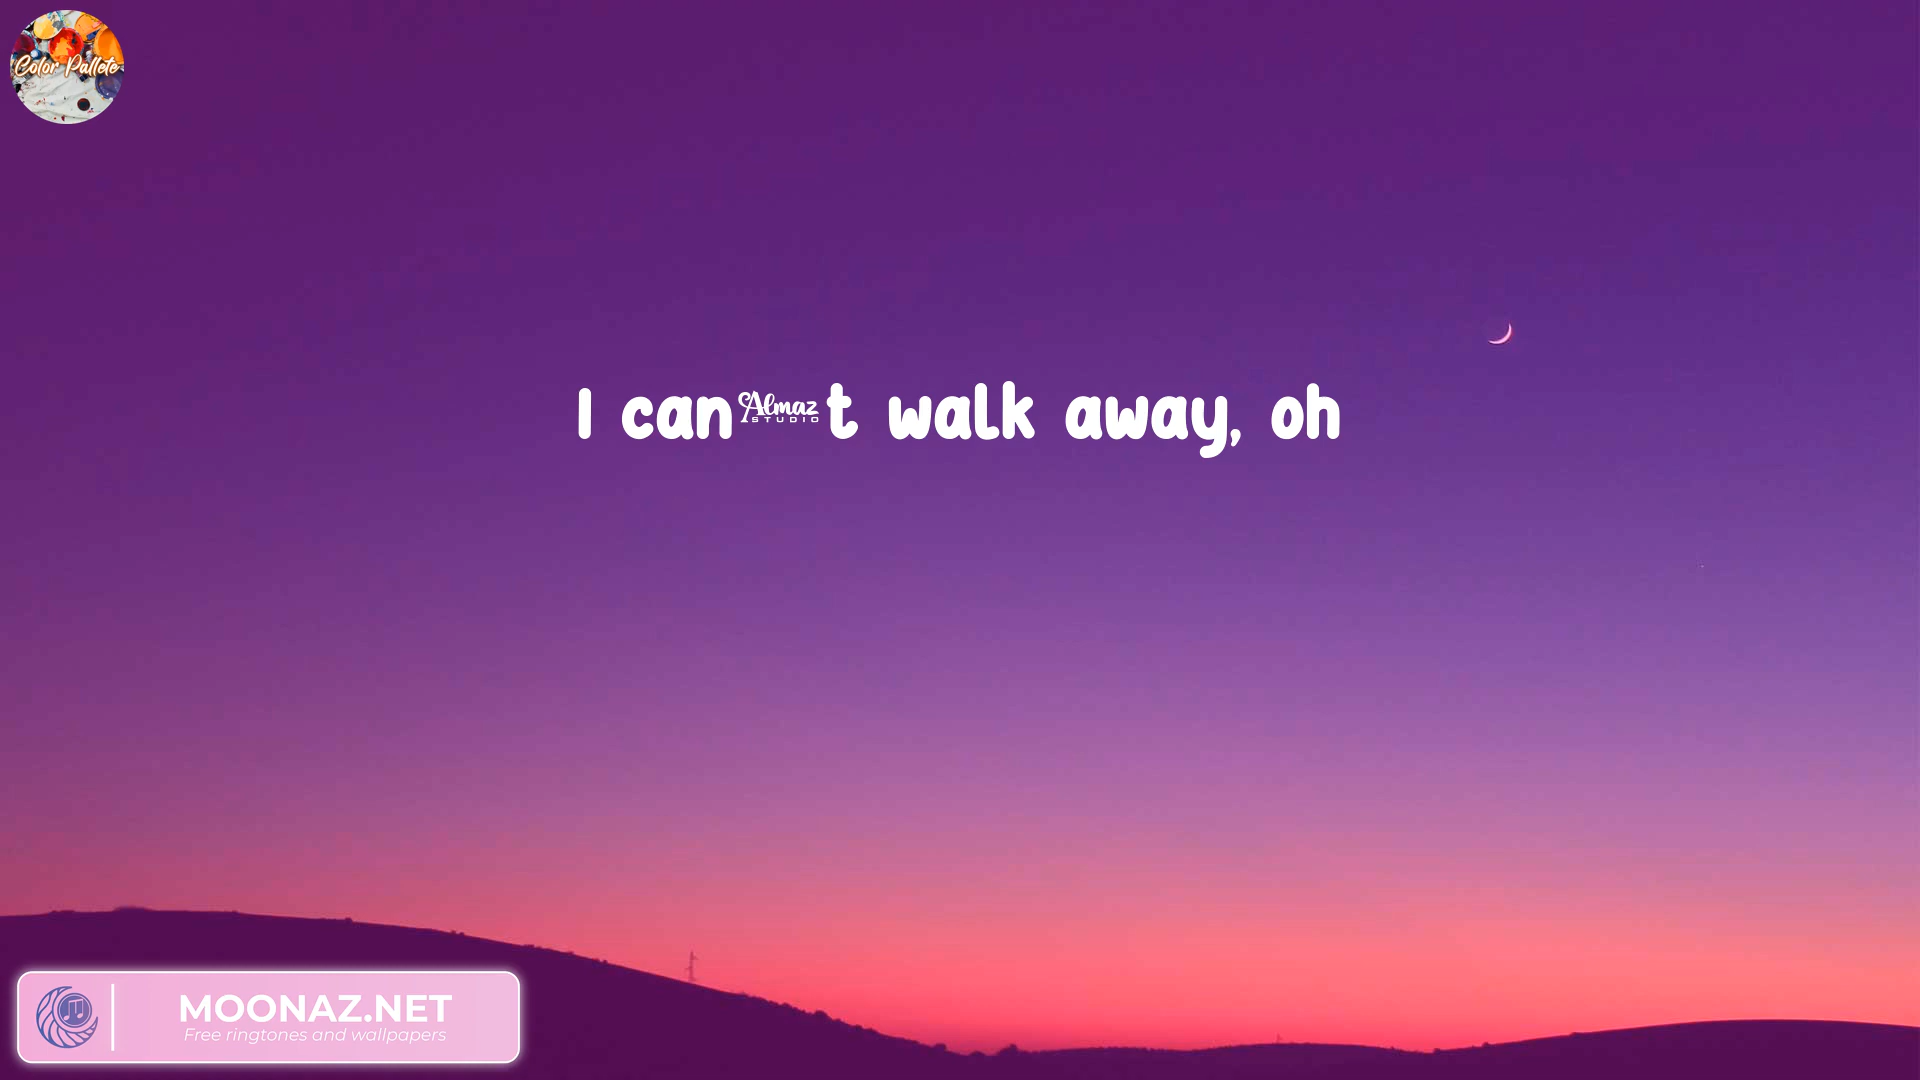 Color Pallete
I can Almaz STUDIO t walk away, oh
MOONAZ.NET
Free ringtones and wallpapers